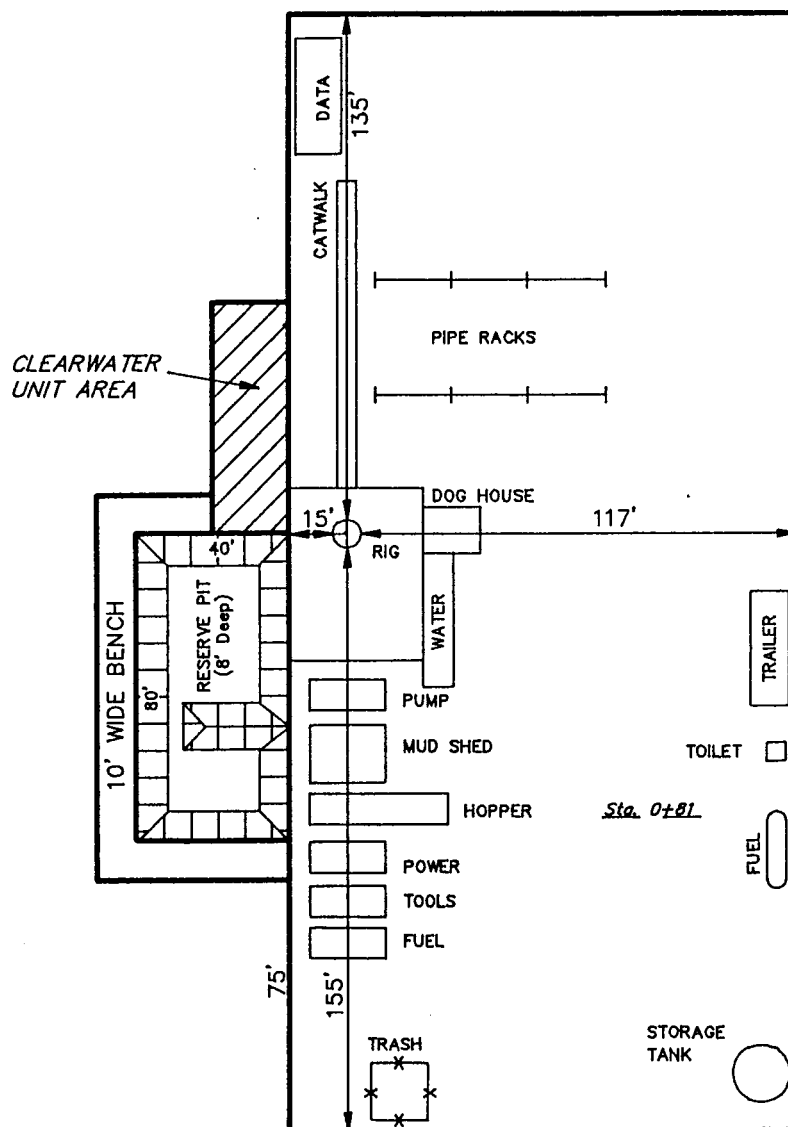 DATA
135'
CATWALK
PIPE RACKS
CLEARWATER
UNIT AREA
DOG HOUSE
15'
117'
RIG
40'
RESERVE PIT
(8' Deep)
WATER
10' WIDE BENCH
80'
TRAILER
PUMP
MUD SHED
TOILET
HOPPER
Sta. 0+81
FUEL
POWER
TOOLS
FUEL
75'
155'
TRASH
STORAGE
TANK